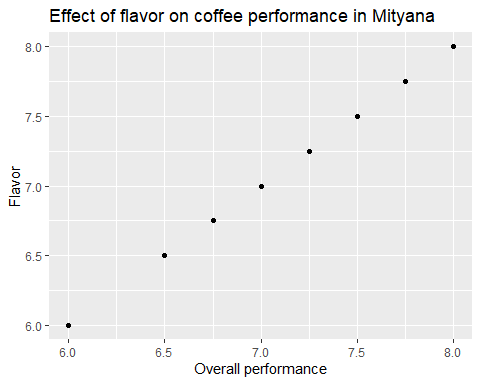 Effect of flavor on coffee performance in Mityana
8.0
7.5
7.0
6.5
6.0
Flavor
6.0 6.5 7.0 7.5 8.0
Overall performance